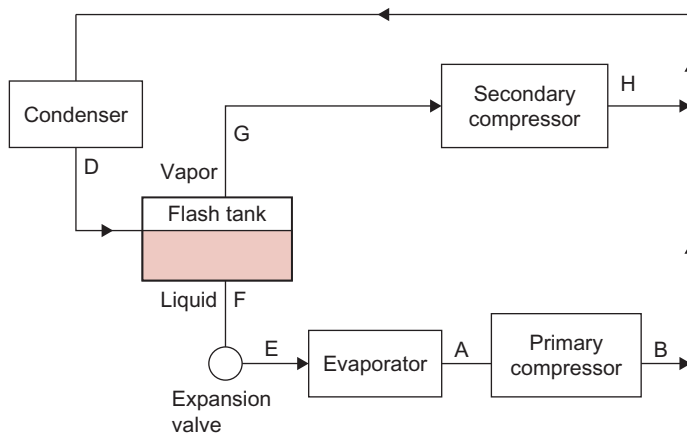 Condenser
Secondary
compressor
H
G
D
Vapor
Flash tank
Liquid F
E
Evaporator
A
Primary
compressor
B
Expansion
valve